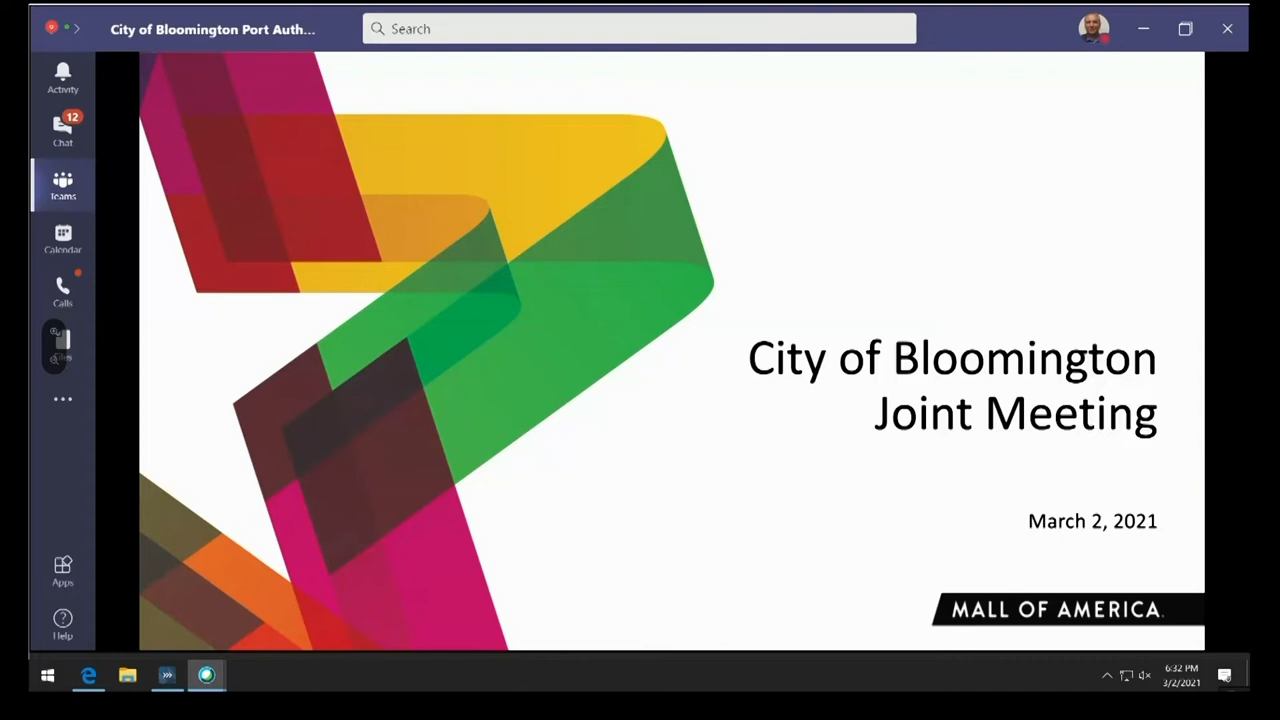 City of Bloomington Port Auth...
Search
Activity
12
Chat
Teams
Calendar
Calls
Files
City of Bloomington
Joint Meeting
March 2, 2021
MALL OF AMERICA
Apps
Help
6:32 PM
3/2/2021